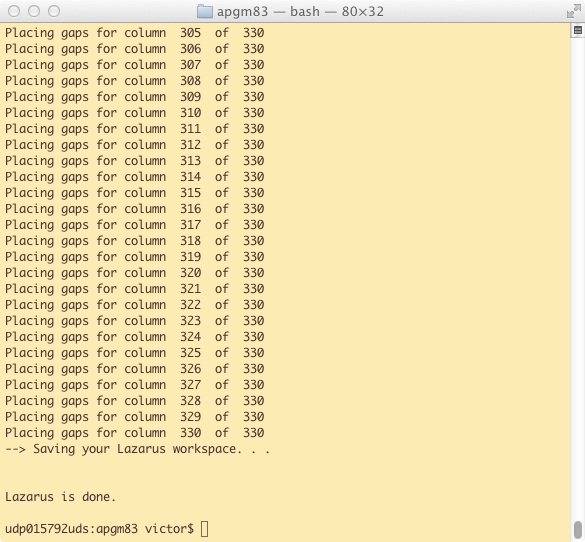 apgm83 — bash — 80×32
Placing gaps for column  305  of  330
Placing gaps for column  306  of  330
Placing gaps for column  307  of  330
Placing gaps for column  308  of  330
Placing gaps for column  309  of  330
Placing gaps for column  310  of  330
Placing gaps for column  311  of  330
Placing gaps for column  312  of  330
Placing gaps for column  313  of  330
Placing gaps for column  314  of  330
Placing gaps for column  315  of  330
Placing gaps for column  316  of  330
Placing gaps for column  317  of  330
Placing gaps for column  318  of  330
Placing gaps for column  319  of  330
Placing gaps for column  320  of  330
Placing gaps for column  321  of  330
Placing gaps for column  322  of  330
Placing gaps for column  323  of  330
Placing gaps for column  324  of  330
Placing gaps for column  325  of  330
Placing gaps for column  326  of  330
Placing gaps for column  327  of  330
Placing gaps for column  328  of  330
Placing gaps for column  329  of  330
Placing gaps for column  330  of  330
--> Saving your Lazarus workspace. . .
Lazarus is done.
udp015792uds:apgm83 victor$